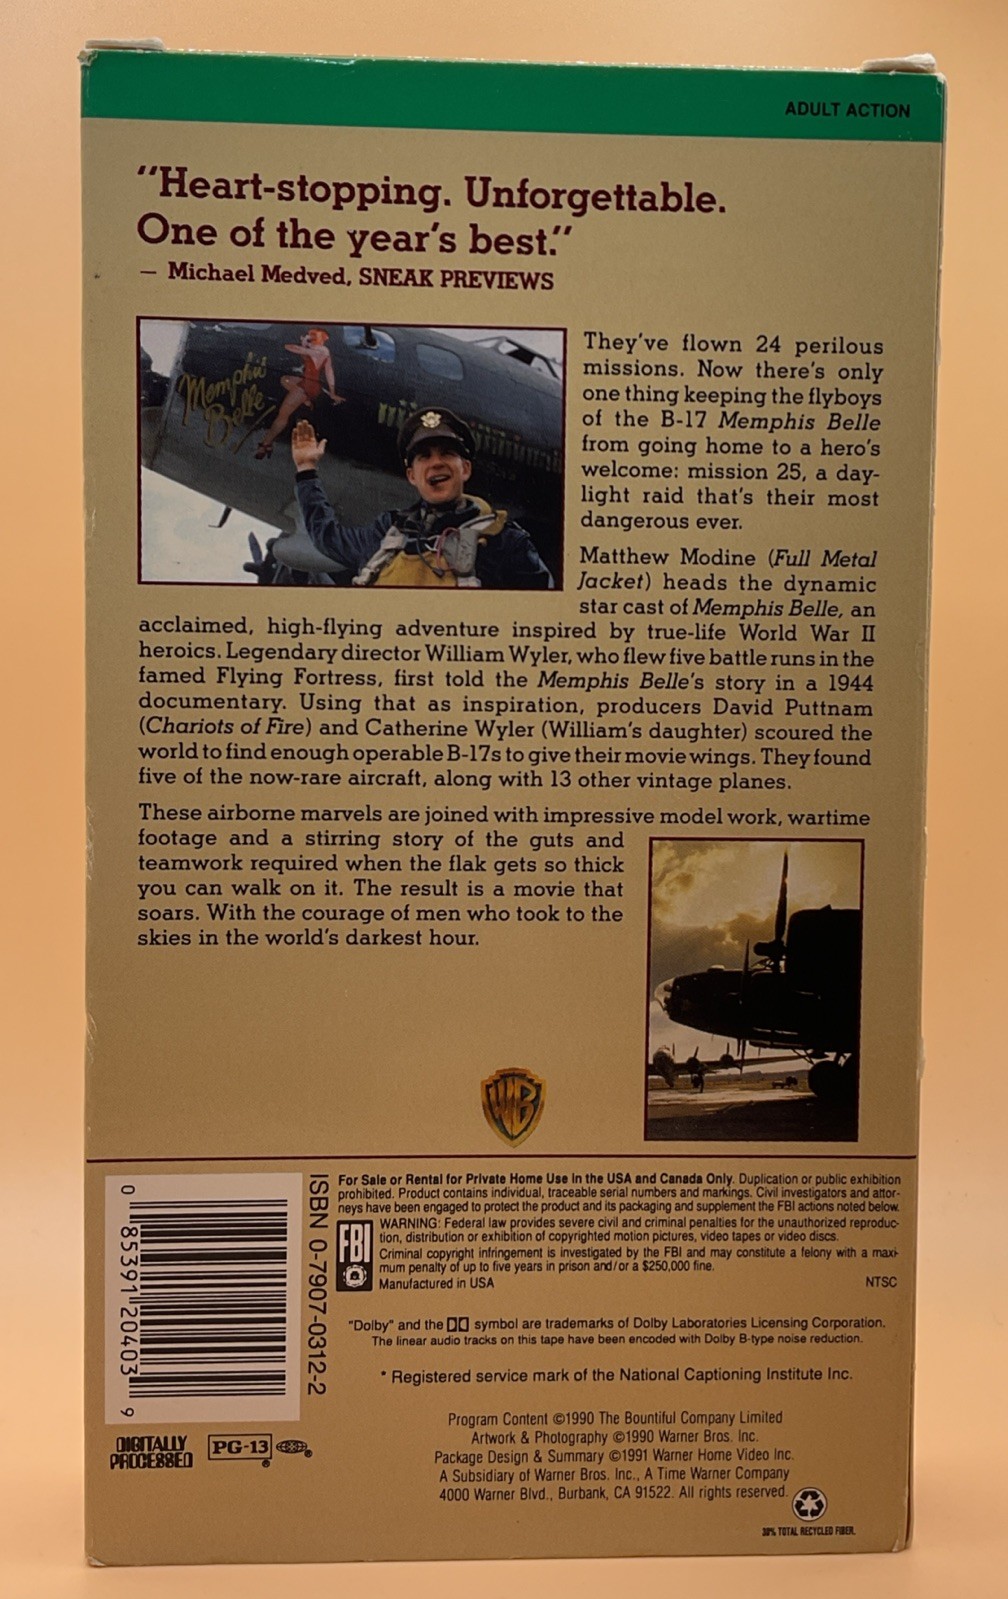 ADULT ACTION
"Heart-stopping. Unforgettable.
One of the year's best."
— Michael Medved, SNEAK PREVIEWS
Memphis
Belle
They've flown 24 perilous
missions. Now there's only
one thing keeping the flyboys
of the B-17 Memphis Belle
from going home to a hero's
welcome: mission 25, a day-
light raid that's their most
dangerous ever.
Matthew Modine (Full Metal
Jacket) heads the dynamic
star cast of Memphis Belle, an
acclaimed, high-flying adventure inspired by true-life World War II
heroics. Legendary director William Wyler, who flew five battle runs in the
famed Flying Fortress, first told the Memphis Belle's story in a 1944
documentary. Using that as inspiration, producers David Puttnam
(Chariots of Fire) and Catherine Wyler (William's daughter) scoured the
world to find enough operable B-17s to give their movie wings. They found
five of the now-rare aircraft, along with 13 other vintage planes.
These airborne marvels are joined with impressive model work, wartime
footage and a stirring story of the guts and
teamwork required when the flak gets so thick
you can walk on it. The result is a movie that
soars. With the courage of men who took to the
skies in the world's darkest hour.
WB
0 85391 20403 9
ISBN 0-7907-0312-2
For Sale or Rental for Private Home Use in the USA and Canada Only. Duplication or public exhibition
prohibited. Product contains individual, traceable serial numbers and markings. Civil investigators and attor-
neys have been engaged to protect the product and its packaging and supplement the FBI actions noted below.
FBI
WARNING: Federal law provides severe civil and criminal penalties for the unauthorized reproduc-
tion, distribution or exhibition of copyrighted motion pictures, video tapes or video discs.
Criminal copyright infringement is investigated by the FBI and may constitute a felony with a maxi-
mum penalty of up to five years in prison and/or a $250,000 fine.
Manufactured in USA
NTSC
"Dolby" and the symbol are trademarks of Dolby Laboratories Licensing Corporation.
The linear audio tracks on this tape have been encoded with Dolby B-type noise reduction.
* Registered service mark of the National Captioning Institute Inc.
DIGITALLY
PROCESSED
PG-13
®
®
Program Content ©1990 The Bountiful Company Limited
Artwork & Photography ©1990 Warner Bros. Inc.
Package Design & Summary ©1991 Warner Home Video Inc.
A Subsidiary of Warner Bros. Inc., A Time Warner Company
4000 Warner Blvd., Burbank, CA 91522. All rights reserved.
30% TOTAL RECYCLED FIBER.